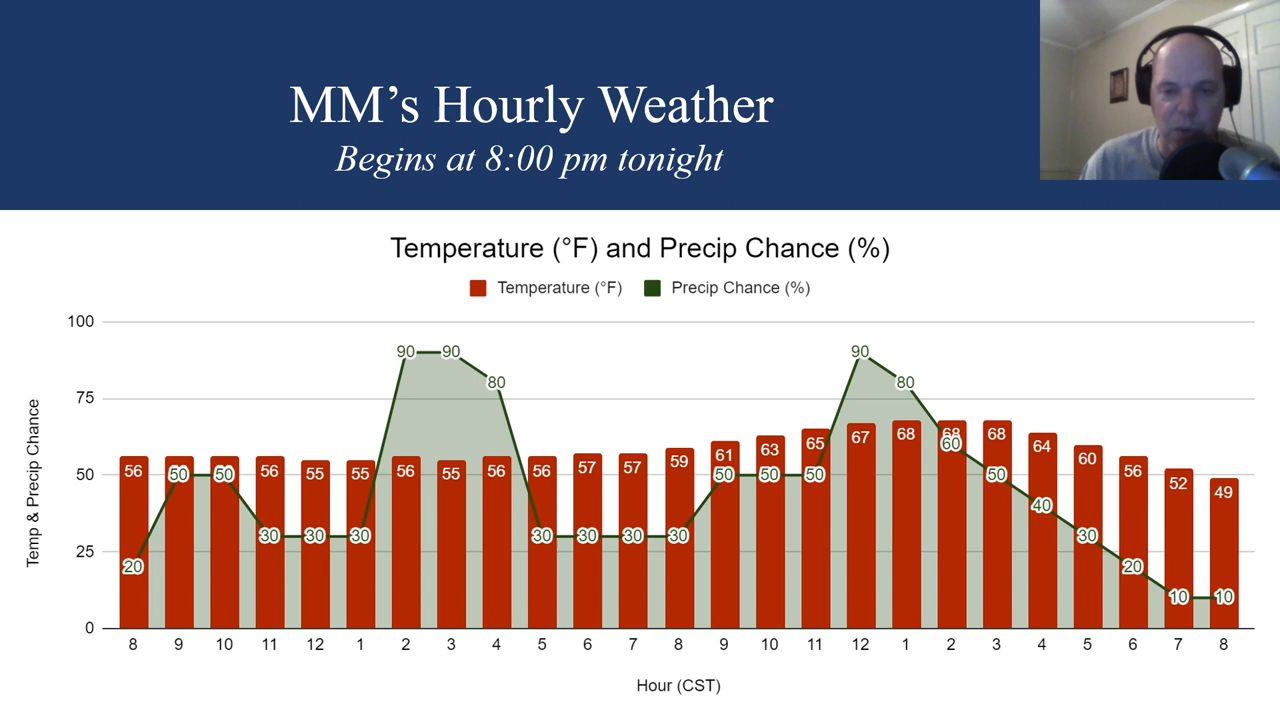 MM’s Hourly Weather
Begins at 8:00 pm tonight
Temperature (°F) and Precip Chance (%)
Temperature (°F) Precip Chance (%)
Temp & Precip Chance
100
75
50
25
0
90 90 80 90 80
56 56 55 55 56 55 56 56 57 57 59 61 63 65 67 68 68 68 64 60 56 52 49
20 50 50 30 30 30 30 30 30 30 50 50 50 60 50 40 30 20 10 10
8 9 10 11 12 1 2 3 4 5 6 7 8 9 10 11 12 1 2 3 4 5 6 7 8
Hour (CST)